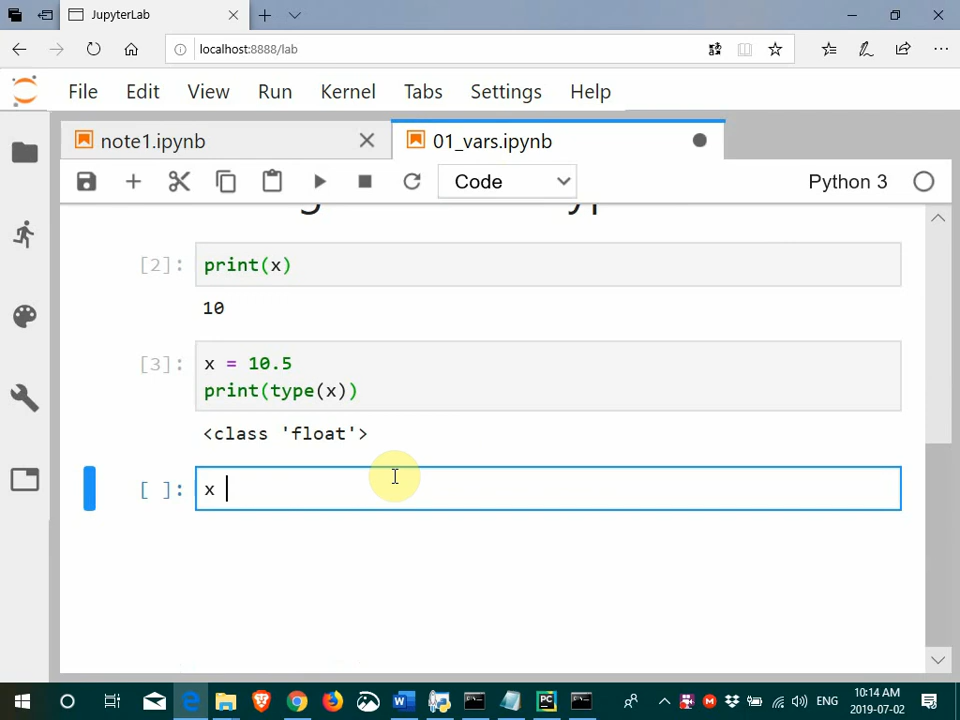 JupyterLab
localhost:8888/lab
File Edit View Run Kernel Tabs Settings Help
note1.ipynb 01_vars.ipynb
Code Python 3
[2]: print(x)
10
[3]: x = 10.5
print(type(x))
<class 'float'>
[ ]: x
ENG
10:14 AM
2019-07-02